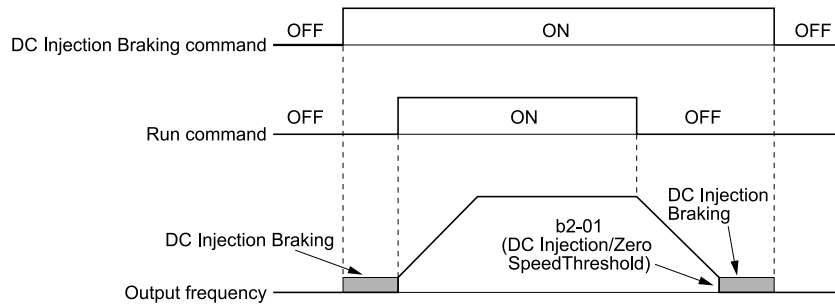 OFF
ON
OFF
DC Injection Braking command
OFF
ON
OFF
Run command
DC Injection
Braking
b2-01
(DC Injection/Zero
SpeedThreshold)
DC Injection Braking
Output frequency